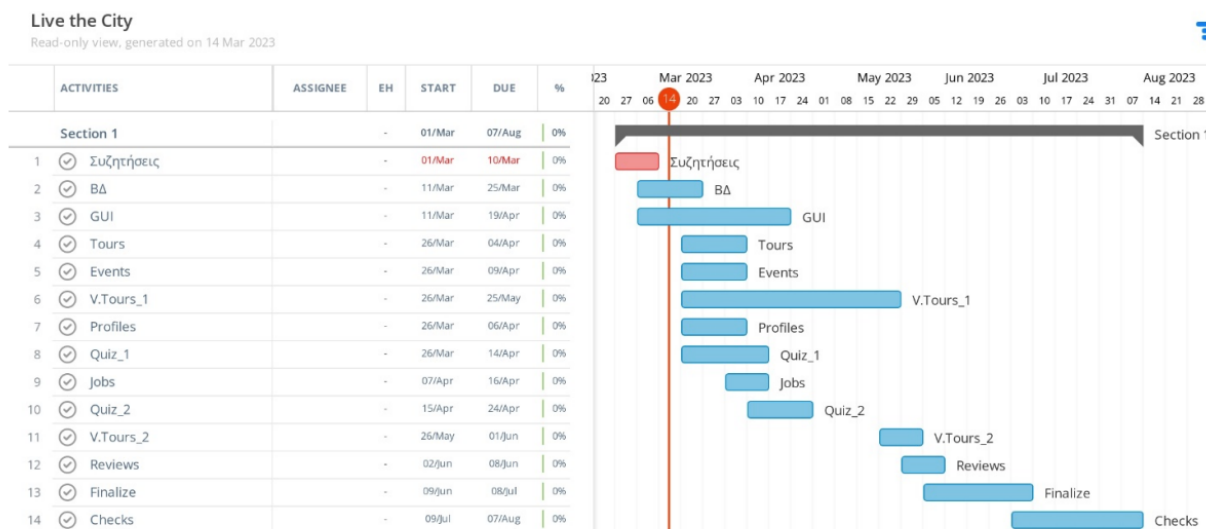 Live the City
Read-only view, generated on 14 Mar 2023
ACTIVITIES ASSIGNEE EH START DUE %
Mar 2023 Apr 2023 May 2023 Jun 2023 Jul 2023 Aug 2023
20 27 06 14 20 27 03 10 17 24 01 08 15 22 29 05 12 19 26 03 10 17 24 31 07 14 21 28
Section 1 - 01/Mar 07/Aug 0% Section 1
1 Συζητήσεις - 01/Mar 10/Mar 0% Συζητήσεις
2 ΒΔ - 11/Mar 25/Mar 0% ΒΔ
3 GUI - 11/Mar 19/Apr 0% GUI
4 Tours - 26/Mar 04/Apr 0% Tours
5 Events - 26/Mar 09/Apr 0% Events
6 V.Tours_1 - 26/Mar 25/May 0% V.Tours_1
7 Profiles - 26/Mar 06/Apr 0% Profiles
8 Quiz_1 - 26/Mar 14/Apr 0% Quiz_1
9 Jobs - 07/Apr 16/Apr 0% Jobs
10 Quiz_2 - 15/Apr 24/Apr 0% Quiz_2
11 V.Tours_2 - 26/May 01/Jun 0% V.Tours_2
12 Reviews - 02/Jun 08/Jun 0% Reviews
13 Finalize - 09/Jun 08/Jul 0% Finalize
14 Checks - 09/Jul 07/Aug 0% Checks